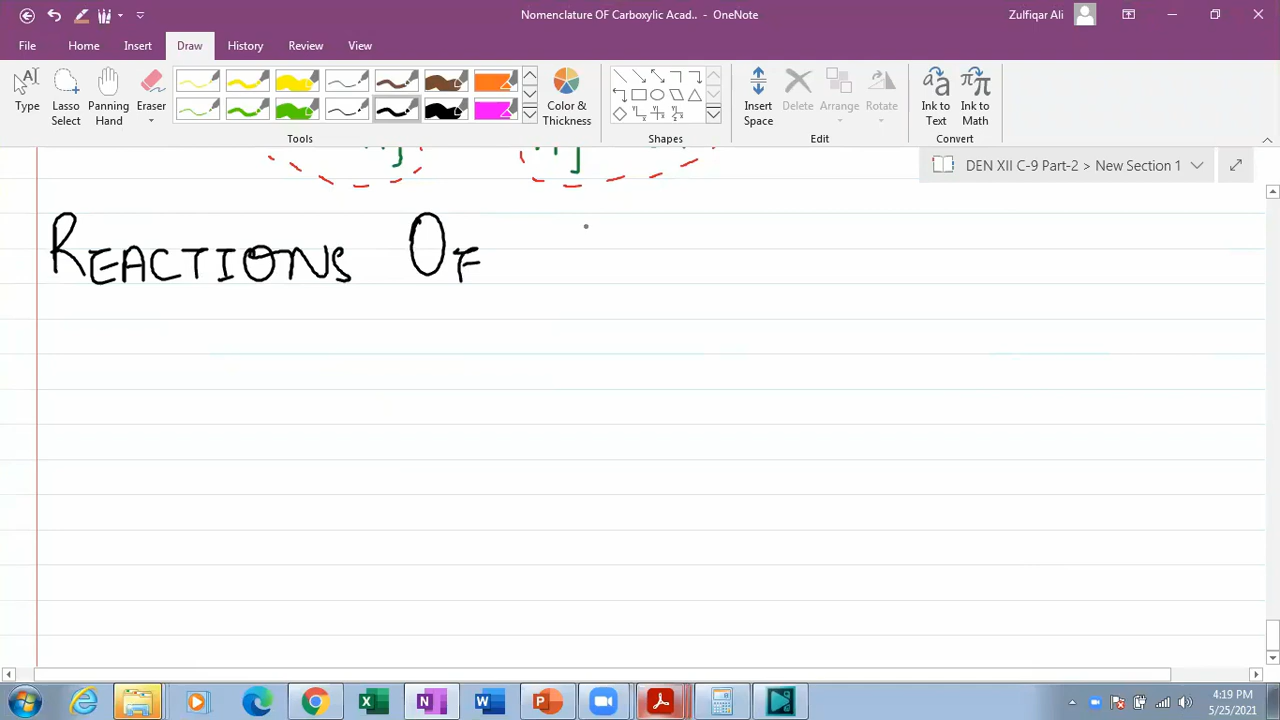 Nomenclature OF Carboxylic Acad.. - OneNote
Zulfiqar Ali
File Home Insert Draw History Review View
Type
Lasso Select
Panning Hand
Eraser
Color & Thickness
Insert Space
Delete
Arrange
Rotate
Ink to Text
Ink to Math
Tools
Shapes
Edit
Convert
DEN XII C-9 Part-2 > New Section 1
REACTIONS OF
4:19 PM
5/25/2021